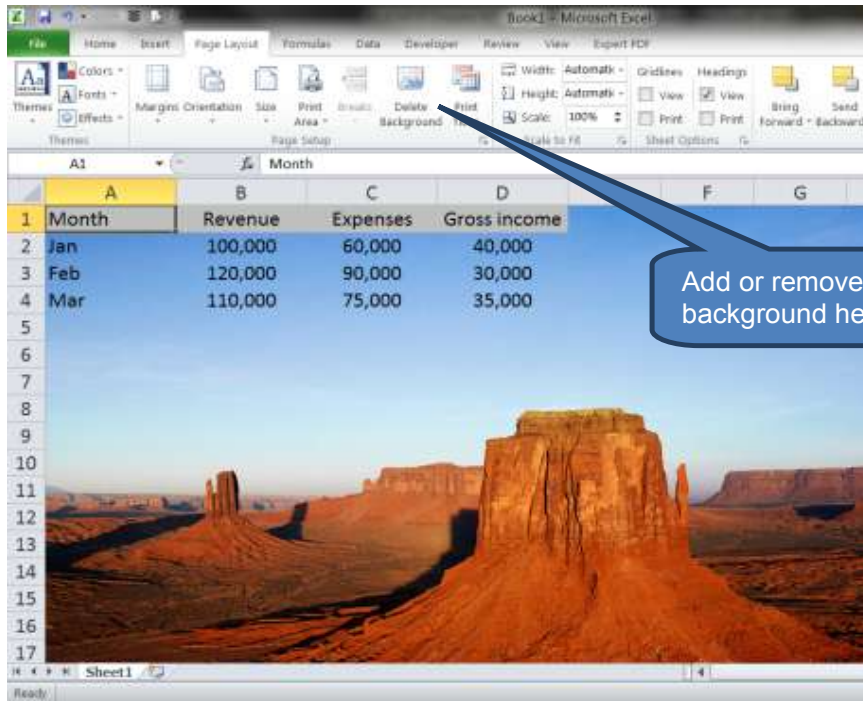 Book1 - Microsoft Excel
File Home Insert Page Layout Formulas Data Developer Review View Expert PDF
Colors
Fonts
Effects
Themes
Margins Orientation Size Print Area Breaks Delete Background Print
Width: Automatic
Height: Automatic
Scale: 100%
Gridlines Headings
View View
Print Print
Bring Forward Send Backward
Themes Page Setup Scale to Fit Sheet Options
A1 fx Month
A B C D F G
1 Month Revenue Expenses Gross income
2 Jan 100,000 60,000 40,000
3 Feb 120,000 90,000 30,000
4 Mar 110,000 75,000 35,000
5
6
7
8
9
10
11
12
13
14
15
16
17
Add or remove
background he
Sheet1
Ready